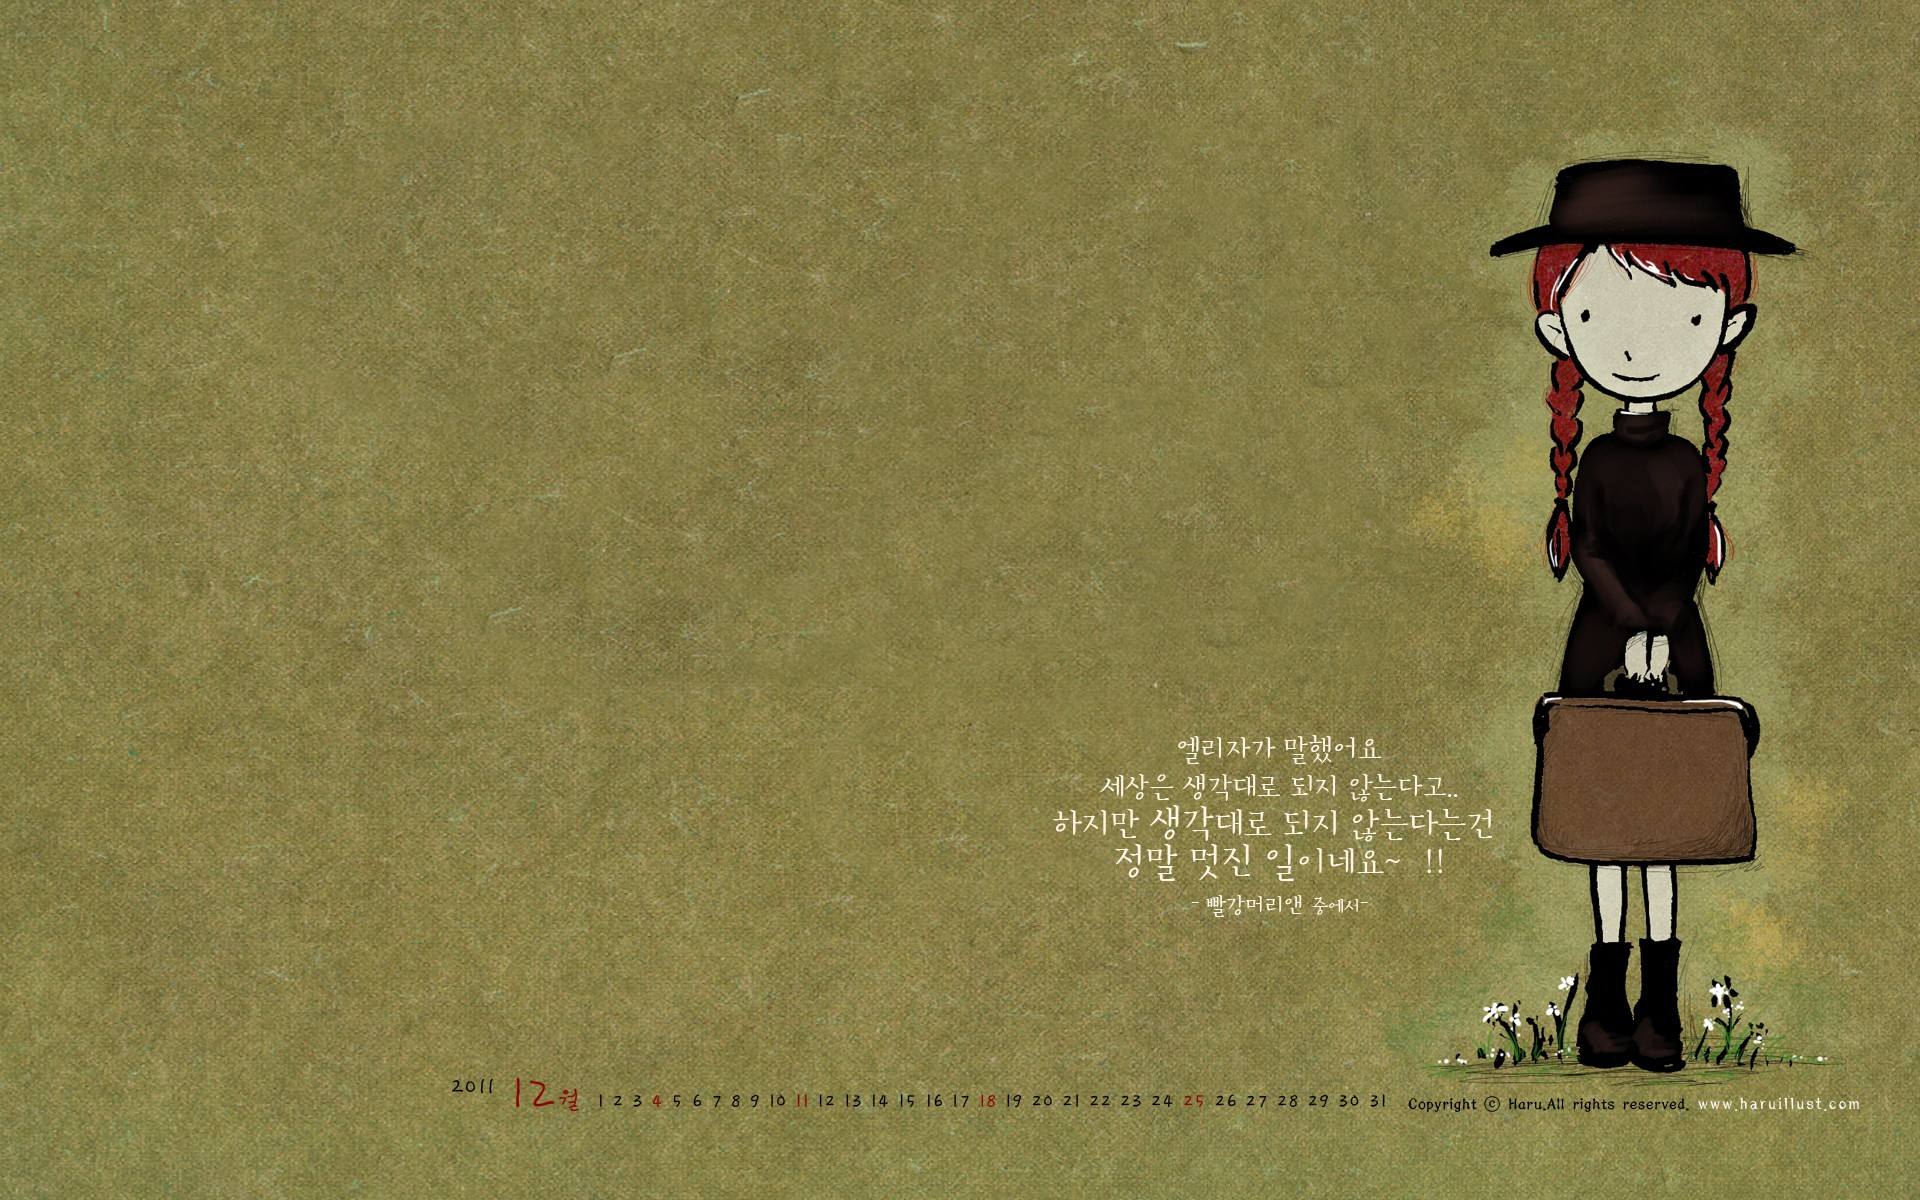 엘리자가 말했어요
세상은 생각대로 되지 않는다고..
하지만 생각대로 되지 않는다는건
정말 멋진 일이네요~ !!
- 빨강머리앤 중에서-
2011 12월 1 2 3 4 5 6 7 8 9 10 11 12 13 14 15 16 17 18 19 20 21 22 23 24 25 26 27 28 29 30 31 Copyright ⓒ Haru.All rights reserved. www.haruillust.com